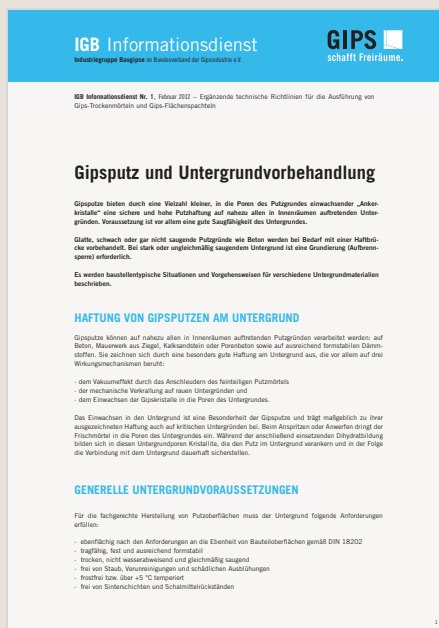 IGB Informationsdienst
Industriegruppe Baugipse im Bundesverband der Gipsindustrie e.V.
GIPS
schafft Freiräume.
IGB Informationsdienst Nr. 1, Februar 2012 – Ergänzende technische Richtlinien für die Ausführung von
Gips-Trockenmörteln und Gips-Flächenspachteln
Gipsputz und Untergrundvorbehandlung
Gipsputze bieten durch eine Vielzahl kleiner, in die Poren des Putzgrundes einwachsender „Anker-
kristalle“ eine sichere und hohe Putzhaftung auf nahezu allen in Innenräumen auftretenden Unter-
gründen. Voraussetzung ist vor allem eine gute Saugfähigkeit des Untergrundes.
Glatte, schwach oder gar nicht saugende Putzgründe wie Beton werden bei Bedarf mit einer Haftbrü-
cke vorbehandelt. Bei stark oder ungleichmäßig saugendem Untergrund ist eine Grundierung (Aufbrenn-
sperre) erforderlich.
Es werden baustellentypische Situationen und Vorgehensweisen für verschiedene Untergrundmaterialien
beschrieben.
HAFTUNG VON GIPSPUTZEN AM UNTERGRUND
Gipsputze können auf nahezu allen in Innenräumen auftretenden Putzgründen verarbeitet werden: auf
Beton, Mauerwerk aus Ziegel, Kalksandstein oder Porenbeton sowie auf ausreichend formstabilen Dämm-
stoffen. Sie zeichnen sich durch eine besonders gute Haftung am Untergrund aus, die vor allem auf drei
Wirkungsmechanismen beruht:
- dem Vakuumeffekt durch das Anschleudern des feinteiligen Putzmörtels
- der mechanische Verkrallung auf rauen Untergründen und
- dem Einwachsen der Gipskristalle in die Poren des Untergrundes.
Das Einwachsen in den Untergrund ist eine Besonderheit der Gipsputze und trägt maßgeblich zu ihrer
ausgezeichneten Haftung auch auf kritischen Untergründen bei. Beim Anspritzen oder Anwerfen dringt der
Frischmörtel in die Poren des Untergrundes ein. Während der anschließend einsetzenden Dihydratbildung
bilden sich in diesen Untergrundporen Kristallite, die den Putz im Untergrund verankern und in der Folge
die Verbindung mit dem Untergrund dauerhaft sicherstellen.
GENERELLE UNTERGRUNDVORAUSSETZUNGEN
Für die fachgerechte Herstellung von Putzoberflächen muss der Untergrund folgende Anforderungen
erfüllen:
- ebenflächig nach den Anforderungen an die Ebenheit von Bauteiloberflächen gemäß DIN 18202
- tragfähig, fest und ausreichend formstabil
- trocken, nicht wasserabweisend und gleichmäßig saugend
- frei von Staub, Verunreinigungen und schädlichen Ausblühungen
- frostfrei bzw. über +5 °C temperiert
- frei von Sinterschichten und Schalmittelrückständen
1